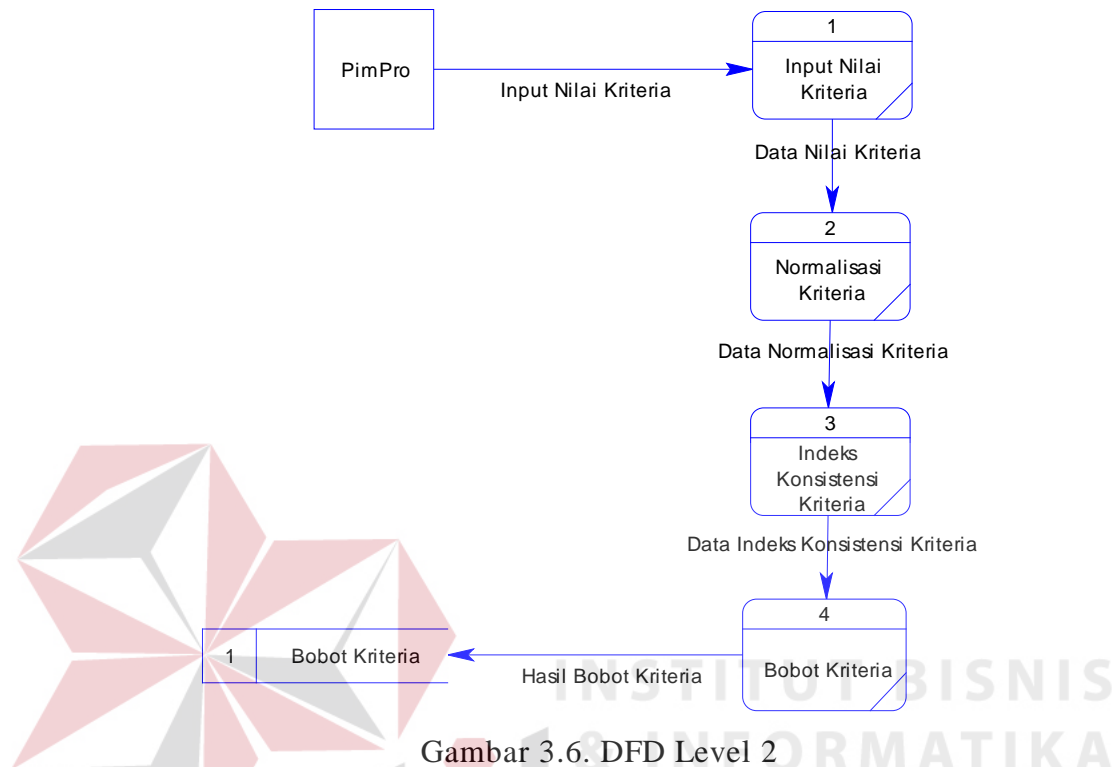 PimPro
Input Nilai Kriteria
1
Input Nilai
Kriteria
Data Nilai Kriteria
2
Normalisasi
Kriteria
Data Normalisasi Kriteria
3
Indeks
Konsistensi
Kriteria
Data Indeks Konsistensi Kriteria
4
Bobot Kriteria
Hasil Bobot Kriteria
1
Bobot Kriteria
INSTITUT BISNIS
& INFORMATIKA
Gambar 3.6. DFD Level 2